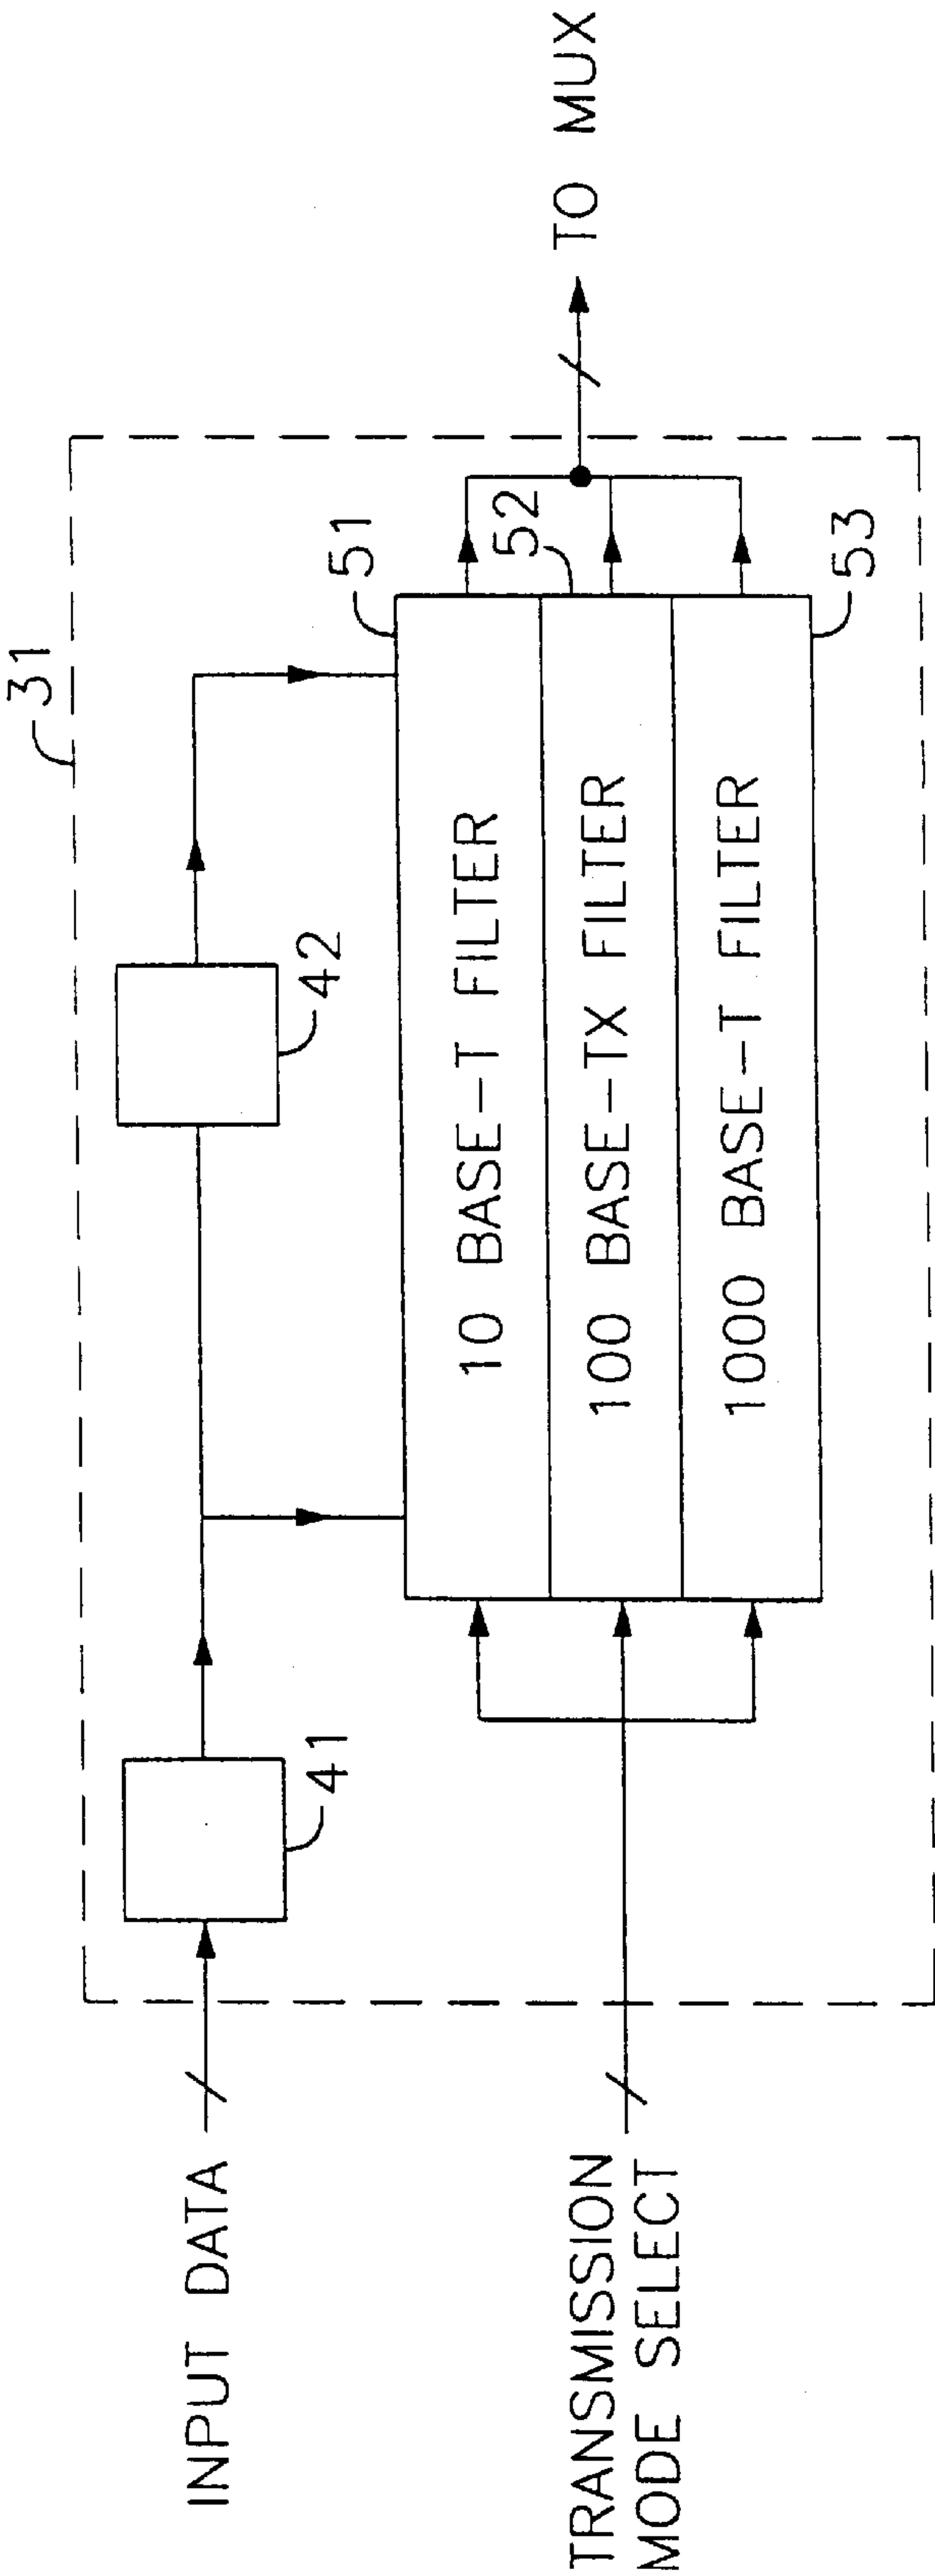 31
INPUT DATA
41
42
51
52
53
10 BASE-T FILTER
100 BASE-TX FILTER
1000 BASE-T FILTER
TRANSMISSION
MODE SELECT
TO MUX